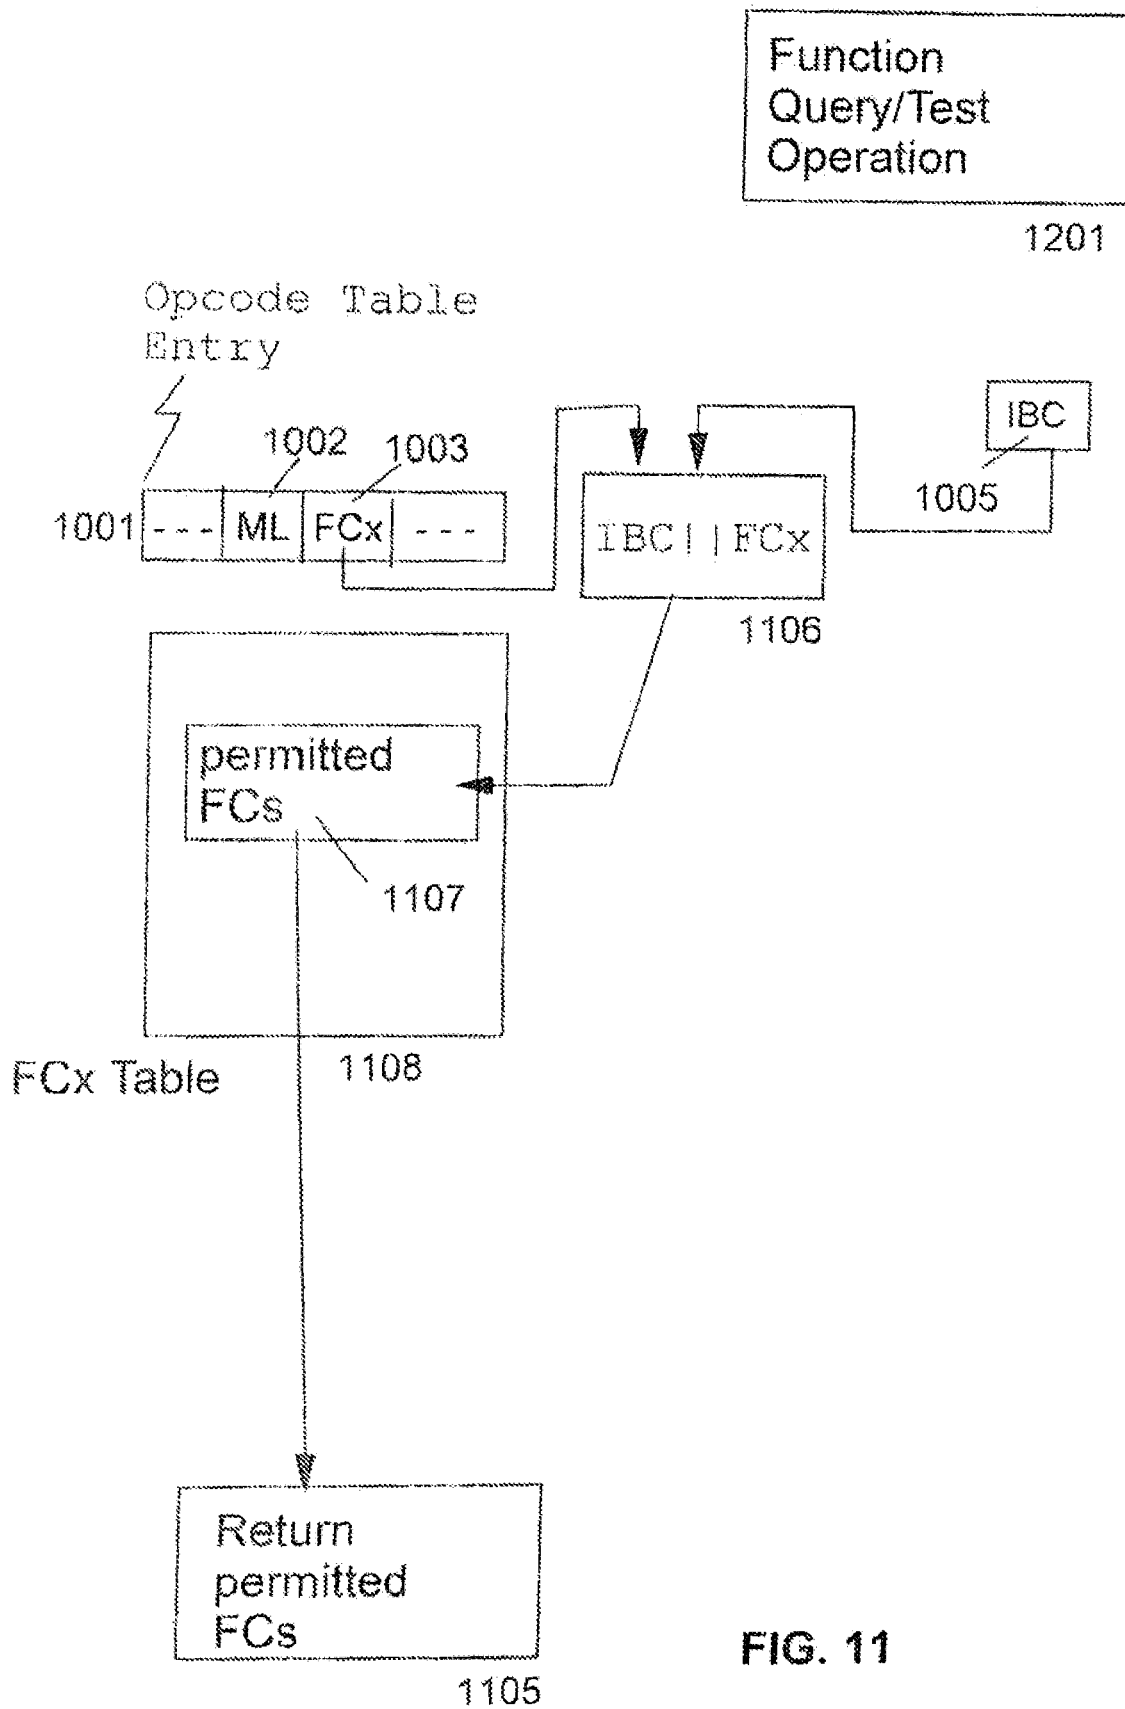 Function
Query/Test
Operation
1201
Opcode Table
Entry
1002
1003
IBC
1005
1001
--- ML FCx ---
IBC!||FCx
1106
permitted
FCs
1107
FCx Table
1108
Return
permitted
FCs
1105
FIG. 11